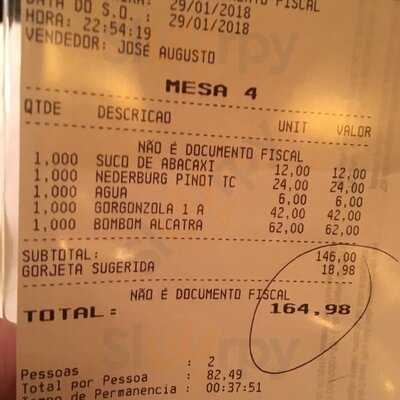 FISCAL
DATA DO S.O. : 29/01/2018
HORA: 22:54:19 29/01/2018
VENDEDOR: JOSÉ AUGUSTO
MESA 4
QTDE DESCRICAO UNIT VALOR
NÃO É DOCUMENTO FISCAL
1,000 SUCO DE ABACAXI 12,00 12,00
1,000 NEDERBURG PINOT TC 24,00 24,00
1,000 AGUA 6,00 6,00
1,000 GORGONZOLA 1 A 42,00 42,00
1,000 BOMBOM ALCATRA 62,00 62,00
SUBTOTAL: 146,00
GORJETA SUGERIDA 18,98
NÃO É DOCUMENTO FISCAL
TOTAL: 164,98
Pessoas : 2
Total por Pessoa : 82,49
Tempo de Permanencia : 00:37:51